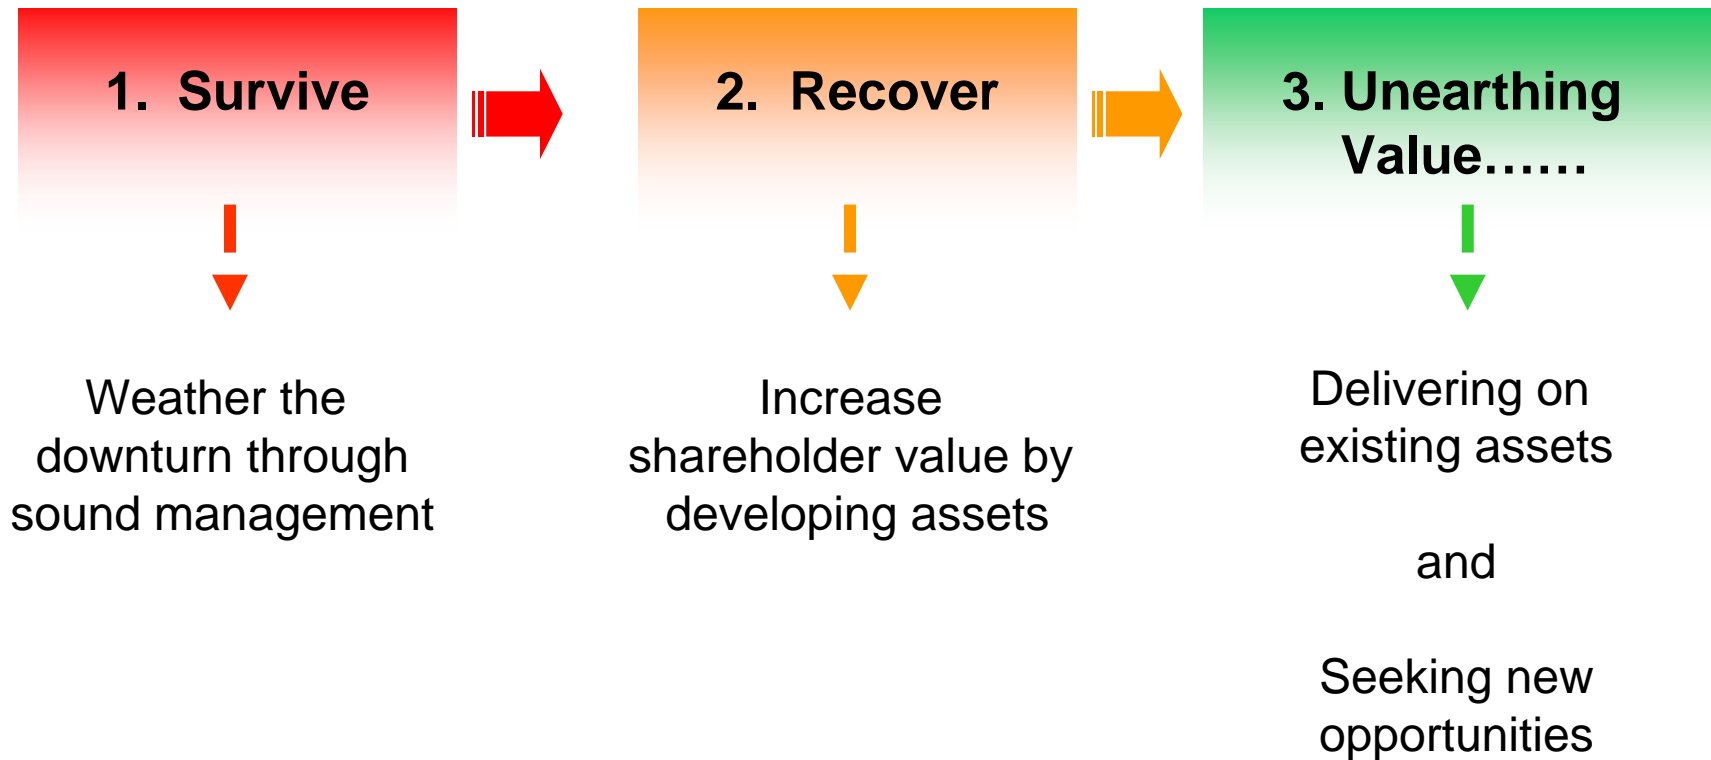 1. Survive
2. Recover
3. Unearthing
Value......
Weather the
downturn through
sound management
Increase
shareholder value by
developing assets
Delivering on
existing assets
and
Seeking new
opportunities